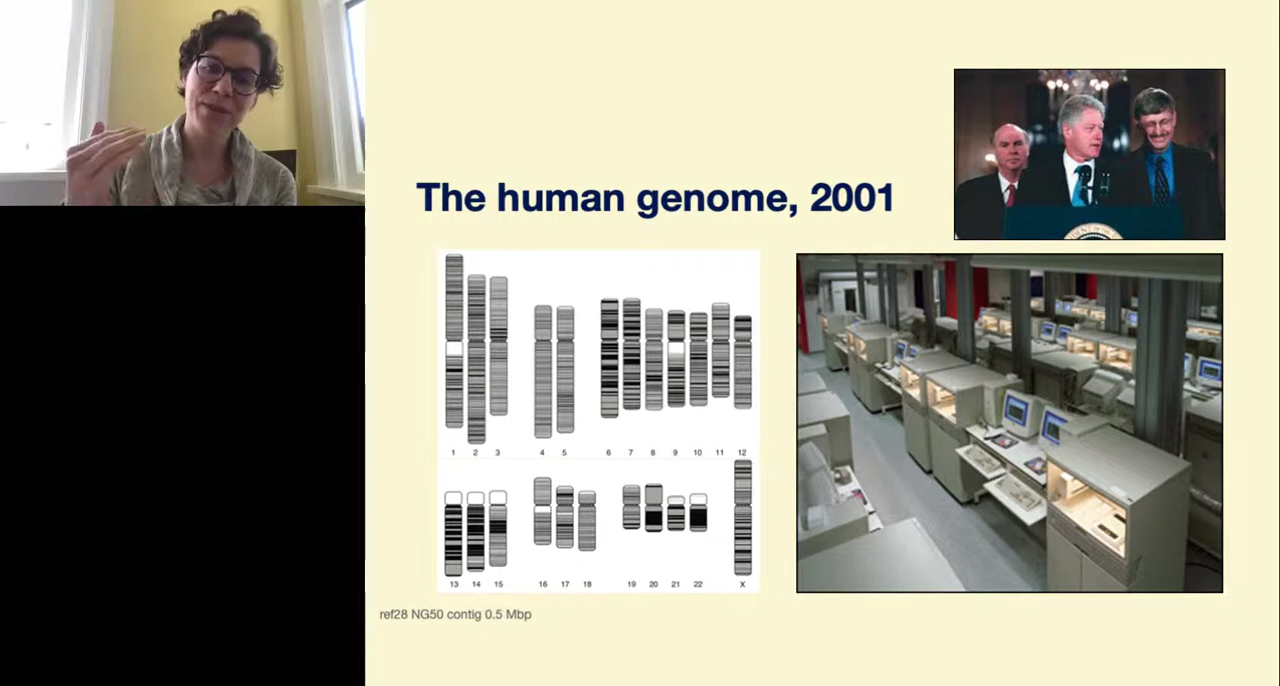 The human genome, 2001
1 2 3 4 5 6 7 8 9 10 11 12
13 14 15 16 17 18 19 20 21 22 X
ref28 NG50 contig 0.5 Mbp